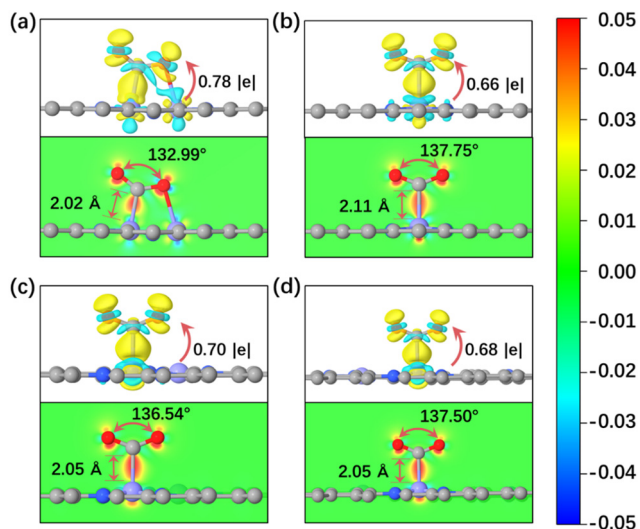 (a)
0.78 |e|
132.99°
2.02 Å
(b)
0.66 |e|
137.75°
2.11 Å
(c)
0.70 |e|
136.54°
2.05 Å
(d)
0.68 |e|
137.50°
2.05 Å
0.05
0.04
0.03
0.02
0.01
0.00
-0.01
-0.02
-0.03
-0.04
-0.05